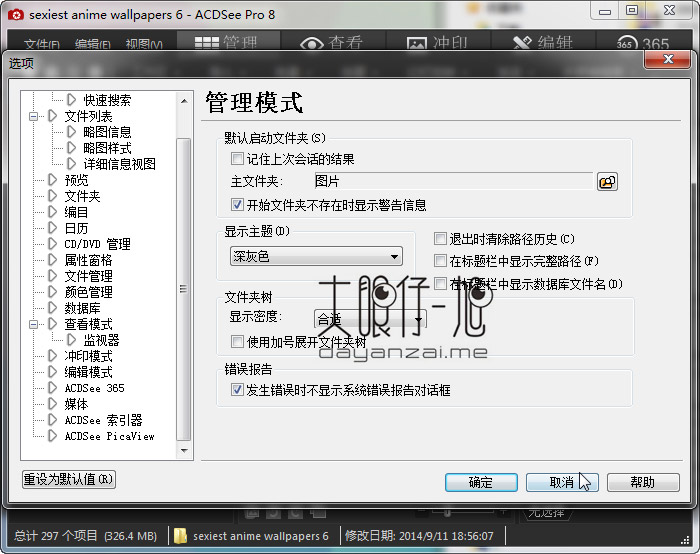 sexiest anime wallpapers 6 - ACDSee Pro 8
文件(F) 编辑(E) 视图(V) 管理 查看 冲印 编辑 365 365
选项
快速搜索
文件列表
略图信息
略图样式
详细信息视图
预览
文件夹
编目
日历
CD/DVD 管理
属性窗格
文件管理
颜色管理
数据库
查看模式
监视器
冲印模式
编辑模式
ACDSee 365
媒体
ACDSee 索引器
ACDSee PicaView
管理模式
默认启动文件夹(S)
记住上次会话的结果
主文件夹: 图片
开始文件夹不存在时显示警告信息
显示主题(D)
深灰色
退出时清除路径历史(C)
在标题栏中显示完整路径(F)
在标题栏中显示数据库文件名(D)
文件夹树
显示密度: 合适
使用加号展开文件夹树
大眼仔~旭
dayanzai.me
错误报告
发生错误时不显示系统错误报告对话框
重设为默认值(R)
确定 取消 帮助
无选择
总计 297 个项目 (326.4 MB) sexiest anime wallpapers 6 修改日期: 2014/9/11 18:56:07